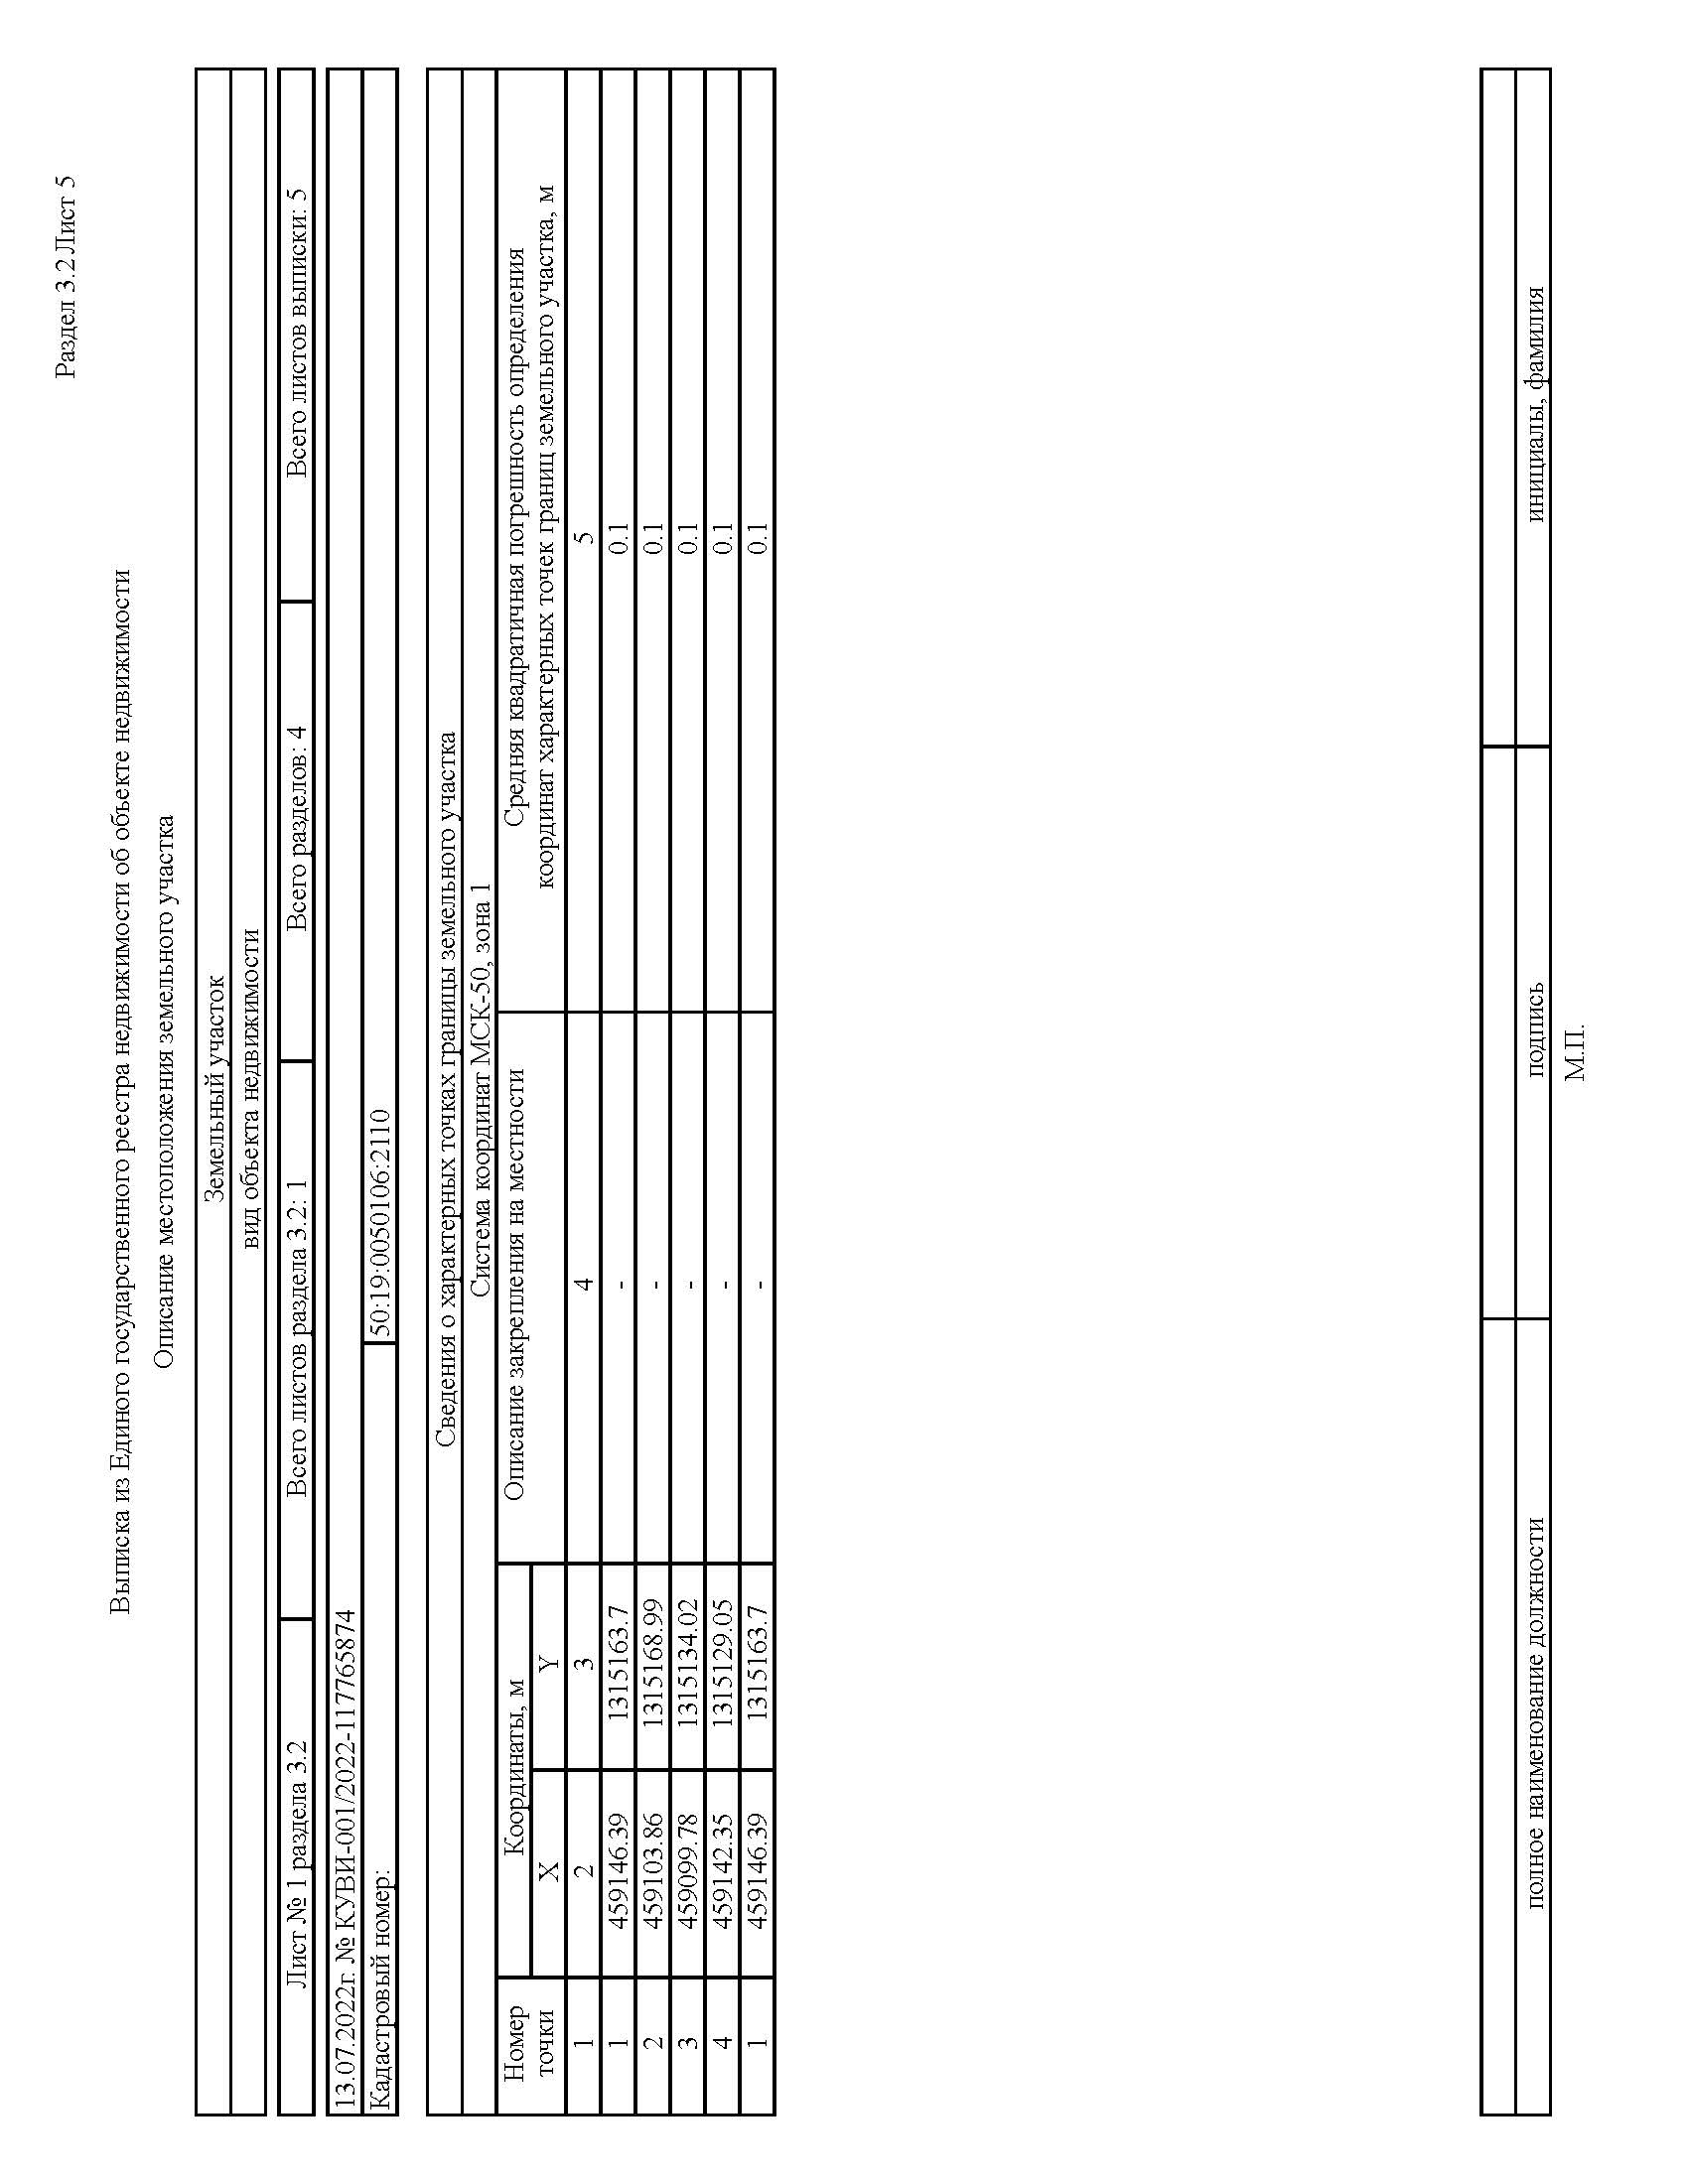 Раздел 3.2 Лист 5
Выписка из Единого государственного реестра недвижимости об объекте недвижимости
Описание местоположения земельного участка
Земельный участок
вид объекта недвижимости
Лист № 1 раздела 3.2 Всего листов раздела 3.2: 1 Всего разделов: 4 Всего листов выписки: 5
13.07.2022г. № КУВИ-001/2022-117765874
Кадастровый номер: 50:19:0050106:2110
Сведения о характерных точках границы земельного участка
Система координат МСК-50, зона 1
Номер точки Координаты, м Описание закрепления на местности Средняя квадратичная погрешность определения
координат характерных точек границ земельного участка, м
X Y
1 2 3 4 5
1 459146.39 1315163.7 - 0.1
2 459103.86 1315168.99 - 0.1
3 459099.78 1315134.02 - 0.1
4 459142.35 1315129.05 - 0.1
1 459146.39 1315163.7 - 0.1
полное наименование должности подпись инициалы, фамилия
М.П.